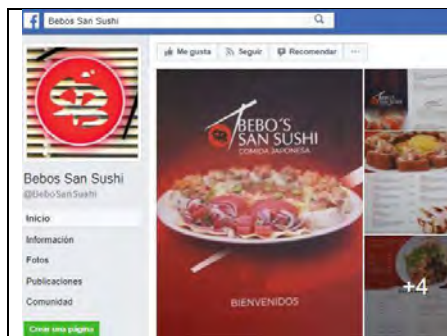 Bebos San Sushi
Me gusta Seguir Recomendar ...
BEBO'S
SAN SUSHI
COMIDA JAPONESA
BIENVENIDOS
+4
Bebos San Sushi
@BeboSanSushi
Inicio
Información
Fotos
Publicaciones
Comunidad
Crear una página